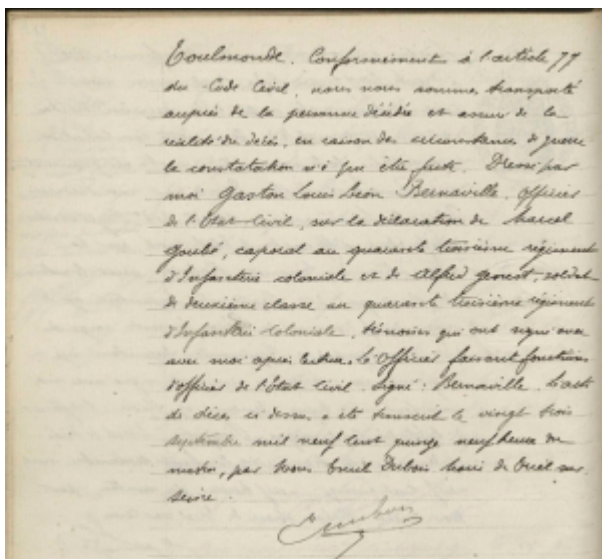 Toulmonde. Conformément à l'article 77
du Code Civil, nous nous sommes transporté
auprès de la personne décédée et assuré de la
réalité du décès, en raison des circonstances de guerre
la constatation n'a pu être faite. Dressé par
moi Gaston Louis Léon Bernaville, officier
de l'Etat Civil, sur la déclaration de Marcel
Goulié, caporal au quarante troisième régiment
d'Infanterie coloniale et de Alfred Genest, soldat
de deuxième classe au quarante troisième régiment
d'Infanterie Coloniale, témoins qui ont signé avec
avec moi après lecture. L'Officier faisant fonctions
d'officier de l'Etat Civil. Signé: Bernaville. L'acte
de décès ci dessus a été transcrit le vingt trois
septembre mil neuf cent quinze neuf heures du
matin, par Nous Emile Dubois Maire de sur
Seine.